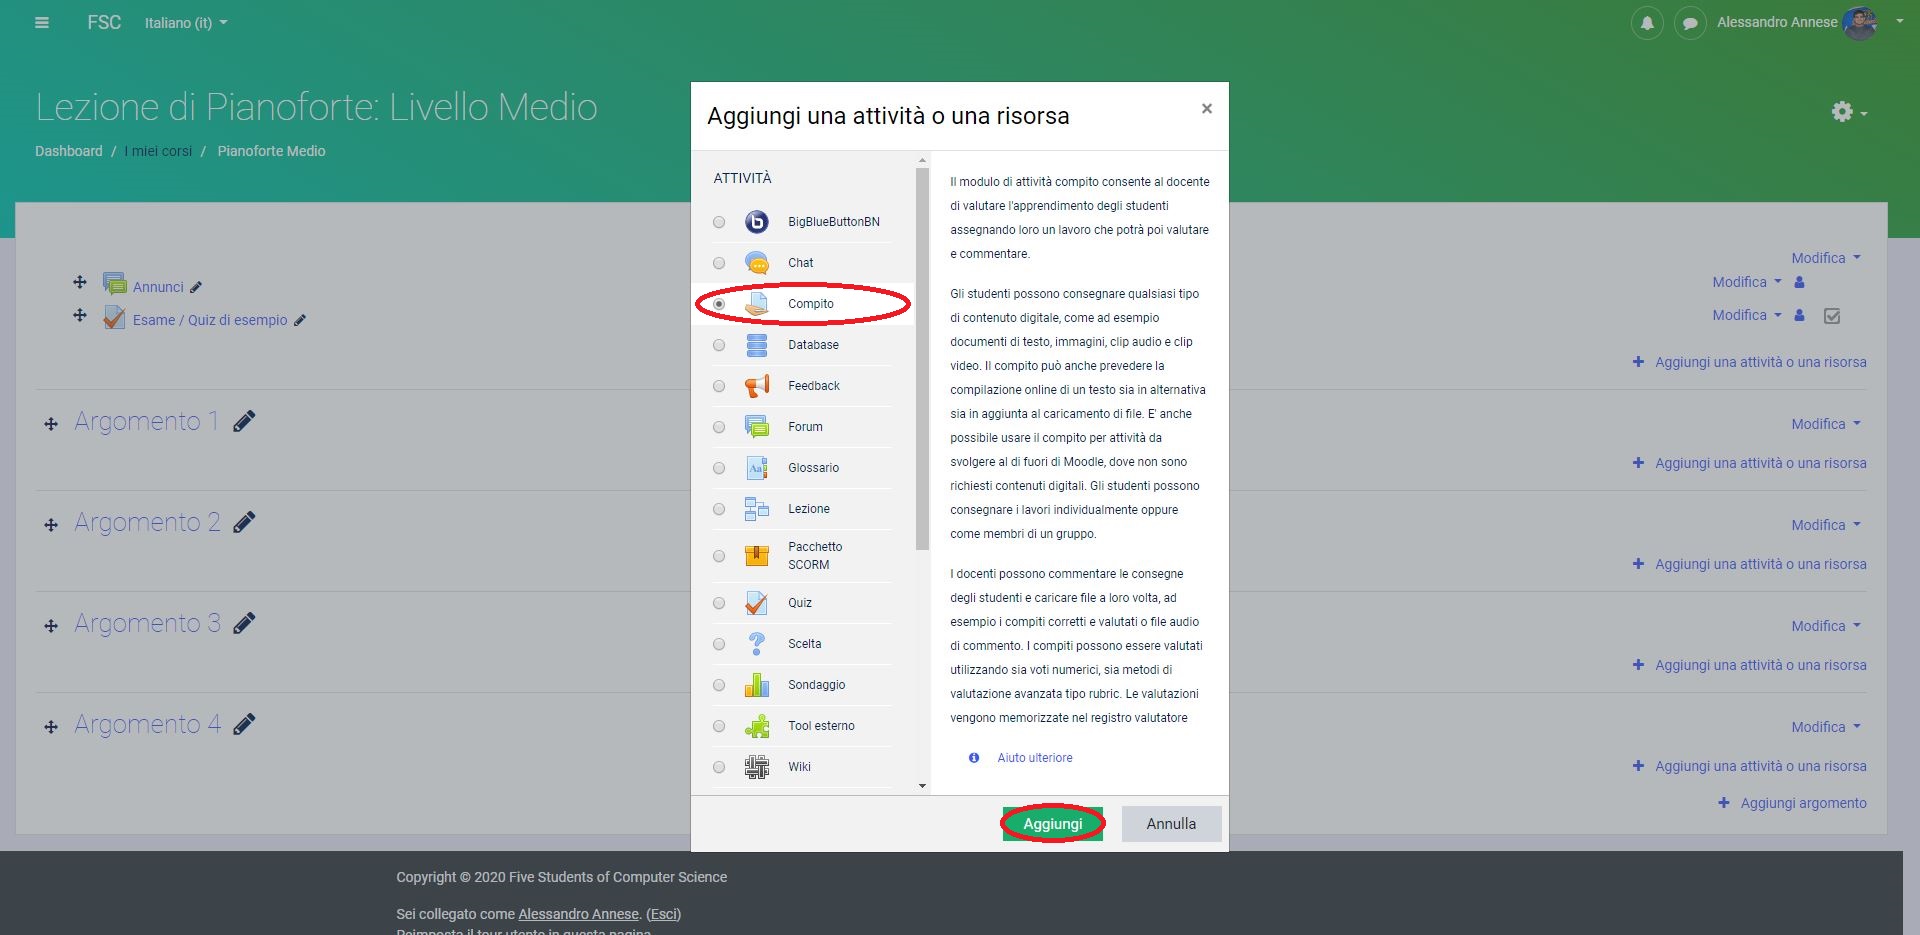 FSC Italiano (it)
Alessandro Annese
Lezione di Pianoforte: Livello Medio
Dashboard / I miei corsi / Pianoforte Medio
Modifica
Annunci
Modifica
Esame / Quiz di esempio
Modifica
Aggiungi una attività o una risorsa
Argomento 1
Modifica
Aggiungi una attività o una risorsa
Argomento 2
Modifica
Aggiungi una attività o una risorsa
Argomento 3
Modifica
Aggiungi una attività o una risorsa
Argomento 4
Modifica
Aggiungi una attività o una risorsa
Aggiungi argomento
Aggiungi una attività o una risorsa
×
ATTIVITÀ
BigBlueButtonBN
Chat
Compito
Database
Feedback
Forum
Glossario
Lezione
Pacchetto
SCORM
Quiz
Scelta
Sondaggio
Tool esterno
Wiki
Il modulo di attività compito consente al docente
di valutare l'apprendimento degli studenti
assegnando loro un lavoro che potrà poi valutare
e commentare.
Gli studenti possono consegnare qualsiasi tipo
di contenuto digitale, come ad esempio
documenti di testo, immagini, clip audio e clip
video. Il compito può anche prevedere la
compilazione online di un testo sia in alternativa
sia in aggiunta al caricamento di file. E' anche
possibile usare il compito per attività da
svolgere al di fuori di Moodle, dove non sono
richiesti contenuti digitali. Gli studenti possono
consegnare i lavori individualmente oppure
come membri di un gruppo.
I docenti possono commentare le consegne
degli studenti e caricare file a loro volta, ad
esempio i compiti corretti e valutati o file audio
di commento. I compiti possono essere valutati
utilizzando sia voti numerici, sia metodi di
valutazione avanzata tipo rubric. Le valutazioni
vengono memorizzate nel registro valutatore
Aiuto ulteriore
Aggiungi
Annulla
Copyright © 2020 Five Students of Computer Science
Sei collegato come Alessandro Annese. (Esci)
Reimposta il tour utente in questa pagina